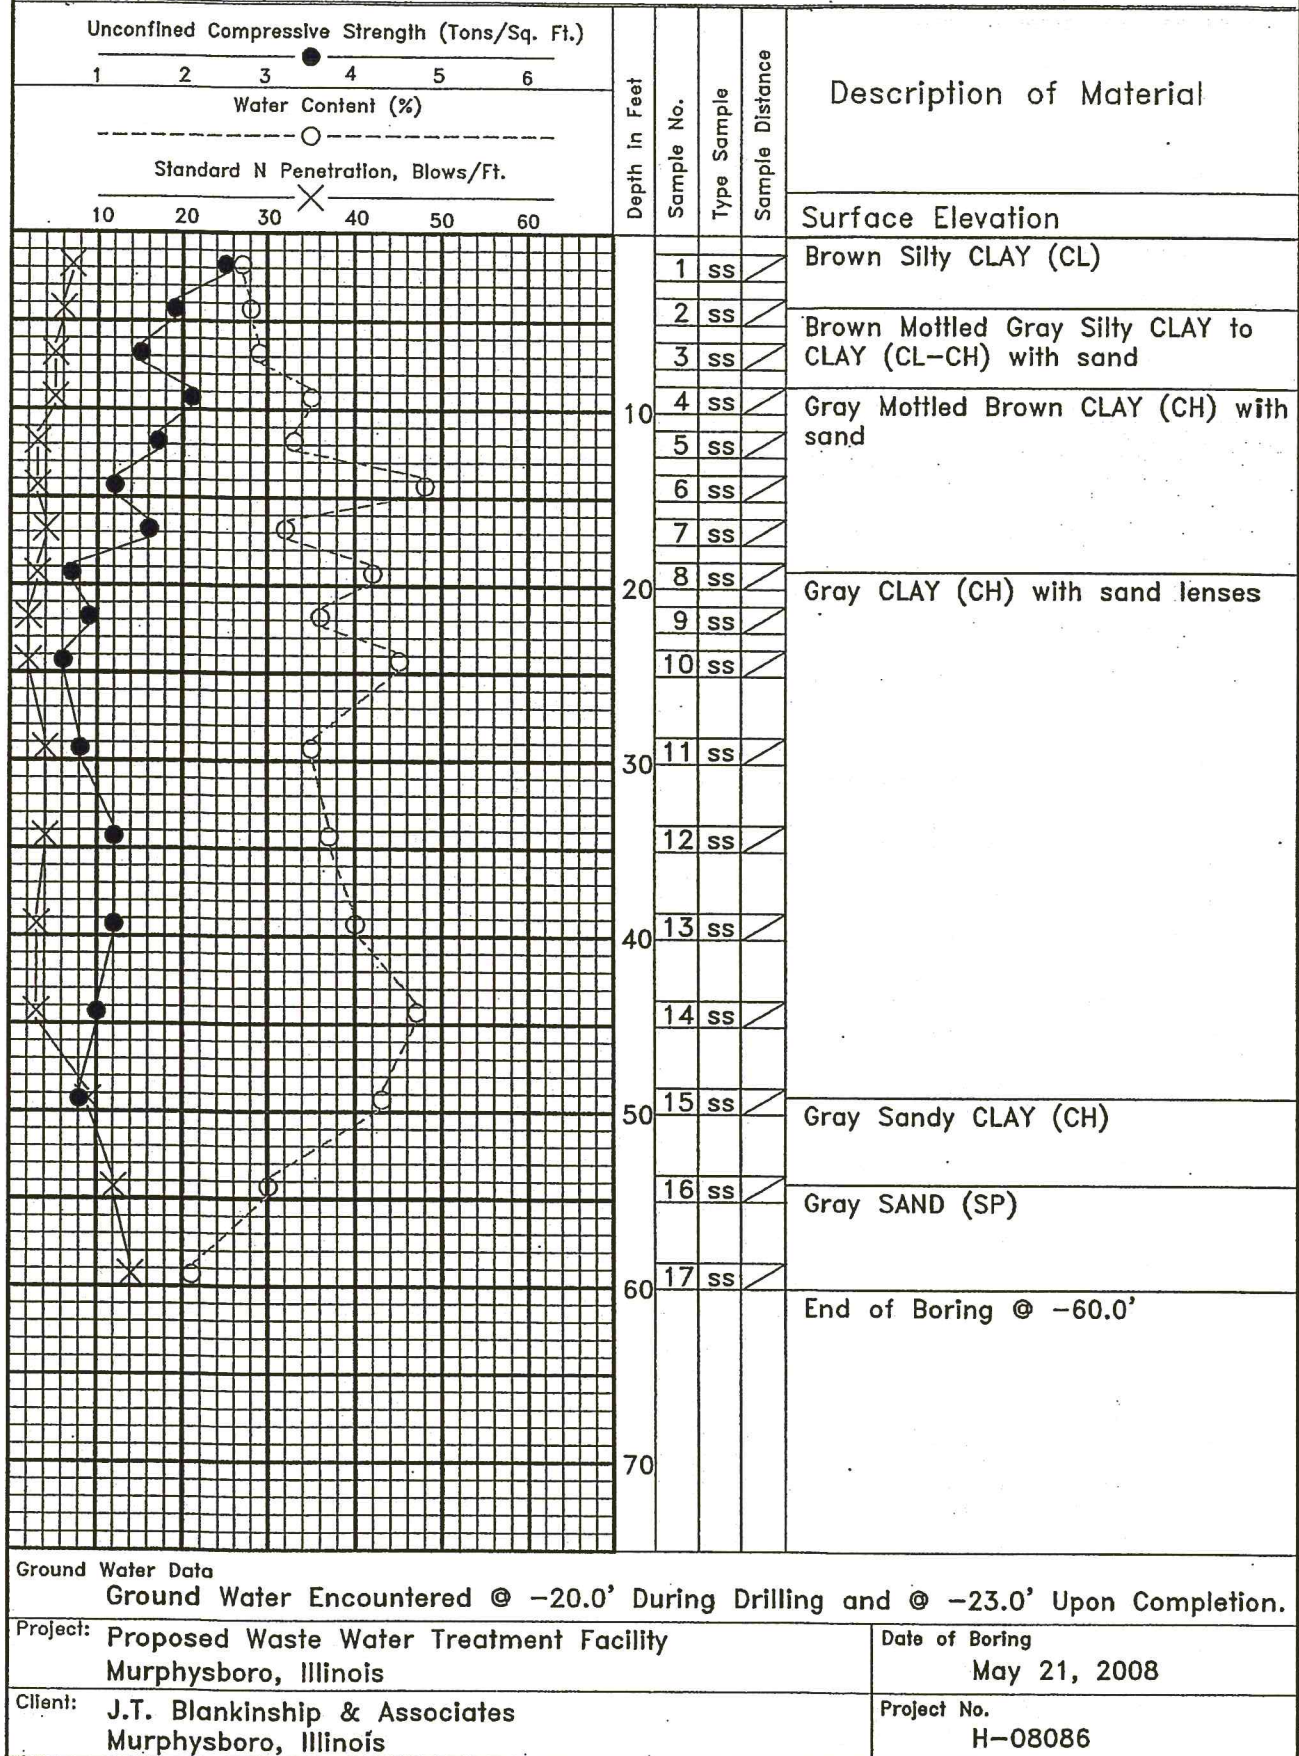 Unconfined Compressive Strength (Tons/Sq. Ft.)
1 2 3 4 5 6
Water Content (%)
Standard N Penetration, Blows/Ft.
10 20 30 40 50 60
Depth in Feet
Sample No.
Type Sample
Sample Distance
Description of Material
Surface Elevation
1 ss
Brown Silty CLAY (CL)
2 ss
Brown Mottled Gray Silty CLAY to
3 ss
CLAY (CL-CH) with sand
10
4 ss
Gray Mottled Brown CLAY (CH) with
sand
5 ss
6 ss
7 ss
8 ss
20
Gray CLAY (CH) with sand lenses
9 ss
10 ss
30
11 ss
12 ss
40
13 ss
14 ss
50
15 ss
Gray Sandy CLAY (CH)
16 ss
Gray SAND (SP)
60
17 ss
End of Boring @ -60.0'
70
Ground Water Data
Ground Water Encountered @ -20.0' During Drilling and @ -23.0' Upon Completion.
Project: Proposed Waste Water Treatment Facility
Murphysboro, Illinois
Date of Boring
May 21, 2008
Client: J.T. Blankinship & Associates
Murphysboro, Illinois
Project No.
H-08086